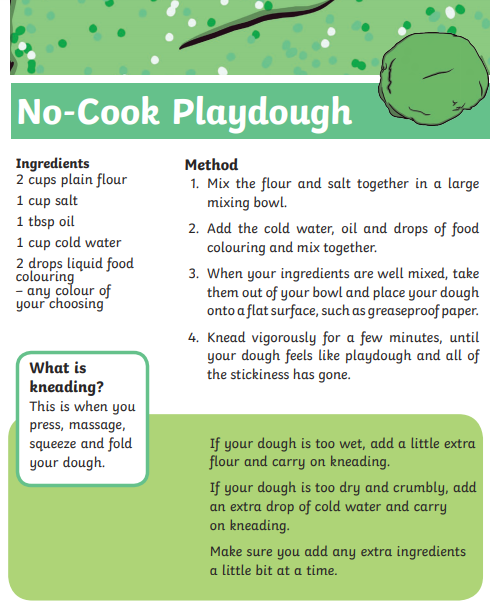 No-Cook Playdough
Ingredients
2 cups plain flour
1 cup salt
1 tbsp oil
1 cup cold water
2 drops liquid food
colouring
– any colour of
your choosing
Method
1. Mix the flour and salt together in a large
mixing bowl.
2. Add the cold water, oil and drops of food
colouring and mix together.
3. When your ingredients are well mixed, take
them out of your bowl and place your dough
onto a flat surface, such as greaseproof paper.
4. Knead vigorously for a few minutes, until
your dough feels like playdough and all of
the stickiness has gone.
What is
kneading?
This is when you
press, massage,
squeeze and fold
your dough.
If your dough is too wet, add a little extra
flour and carry on kneading.
If your dough is too dry and crumbly, add
an extra drop of cold water and carry
on kneading.
Make sure you add any extra ingredients
a little bit at a time.